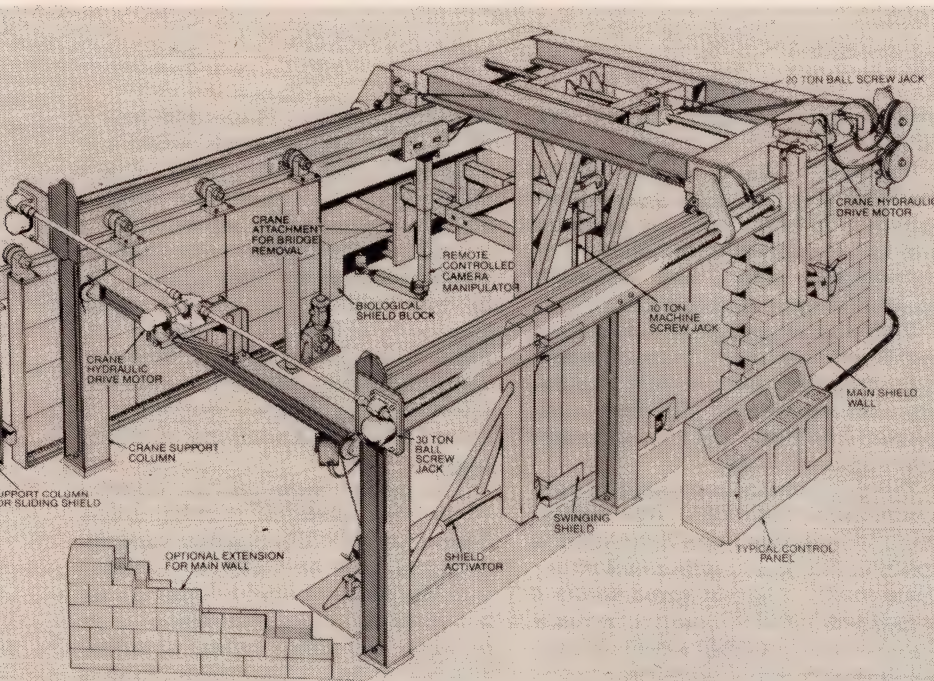 20 TON BALL SCREW JACK
CRANE HYDRAULIC
DRIVE MOTOR
CRANE
ATTACHMENT
FOR BRIDGE
REMOVAL
REMOTE
CONTROLLED
CAMERA
MANIPULATOR
BIOLOGICAL
SHIELD BLOCK
10 TON
MACHINE
SCREW JACK
CRANE
HYDRAULIC
DRIVE MOTOR
MAIN SHIELD
WALL
CRANE SUPPORT
COLUMN
30 TON
BALL
SCREW
JACK
UPPORT COLUMN
OR SLIDING SHIELD
SWINGING
SHIELD
TYPICAL CONTROL
PANEL
OPTIONAL EXTENSION
FOR MAIN WALL
SHIELD
ACTIVATOR